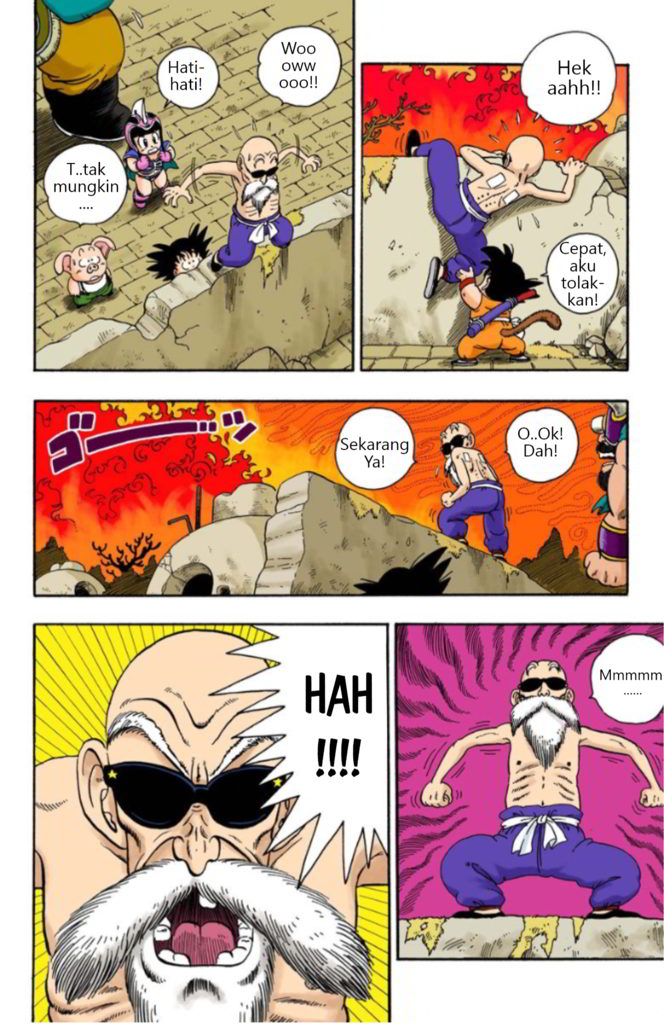 Hek
aahh!!
Cepat,
aku
tolak-
kan!
Woo
oww
ooo!!
Hati-
hati!
T..tak
mungkin
....
O..Ok!
Dah!
Sekarang
Ya!
ゴーッ
Mmmmm
......
HAH
!!!!